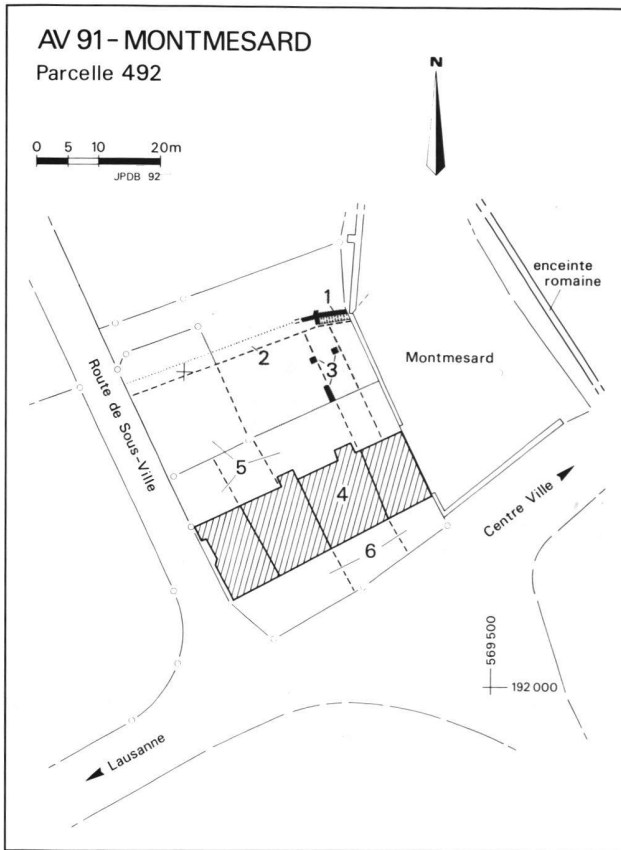 AV 91 - MONTMESARD
Parcelle 492
N
0 5 10 20m
JPDB 92
enceinte
romaine
1
2
3
Montmesard
Route de Sous-Ville
5
4
6
Centre Ville
569 500
192 000
Lausanne